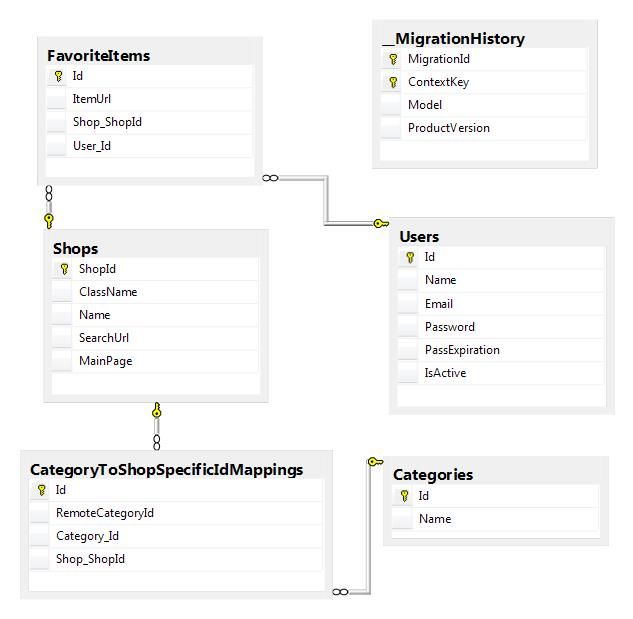 FavoriteItems
Id
ItemUrl
Shop_ShopId
User_Id
__MigrationHistory
MigrationId
ContextKey
Model
ProductVersion
Shops
ShopId
ClassName
Name
SearchUrl
MainPage
Users
Id
Name
Email
Password
PassExpiration
IsActive
CategoryToShopSpecificIdMappings
Id
RemoteCategoryId
Category_Id
Shop_ShopId
Categories
Id
Name